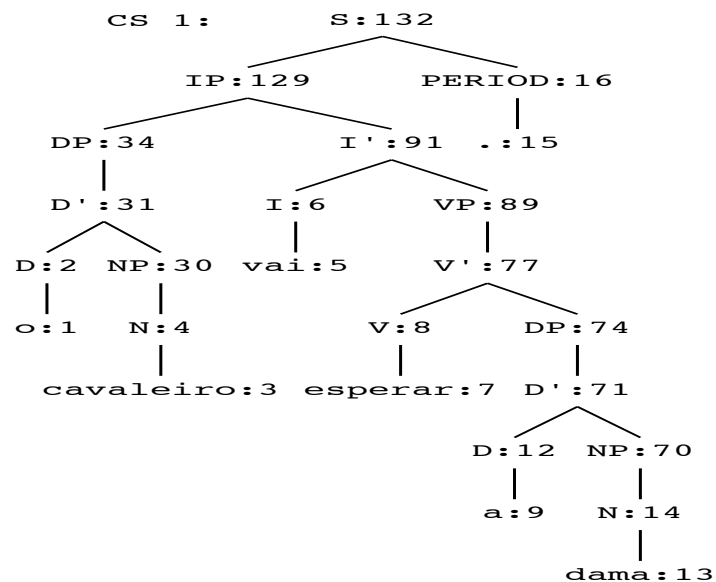 CS 1: S:132
IP:129 PERIOD:16
DP:34 I':91 .:15
D':31 I:6 VP:89
D:2 NP:30 vai:5 V':77
o:1 N:4 V:8 DP:74
cavaleiro:3 esperar:7 D':71
D:12 NP:70
a:9 N:14
dama:13